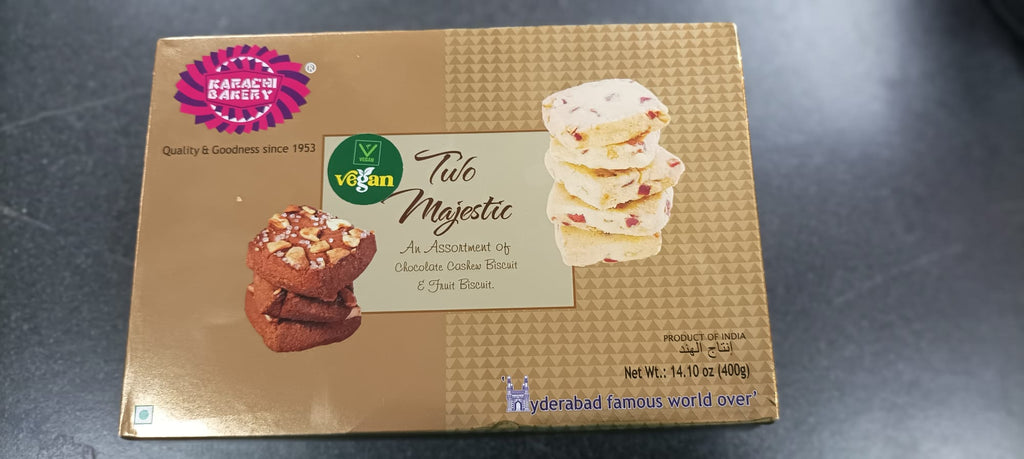 KARACHI
BAKERY
®
Quality & Goodness since 1953
VEGAN
vegan
Two
Majestic
An Assortment of
Chocolate Cashew Biscuit
& Fruit Biscuit.
PRODUCT OF INDIA
إنتاج الهند
Net Wt.: 14.10 oz (400g)
'Hyderabad famous world over'